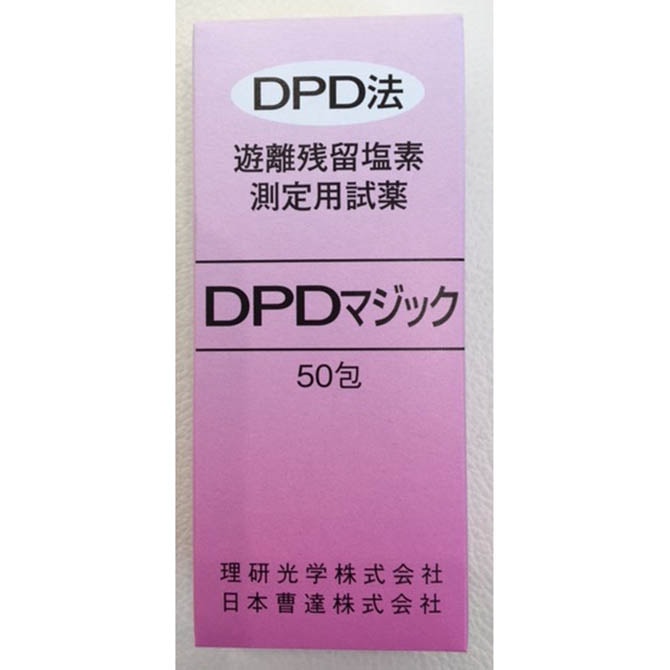 DPD法
遊離残留塩素
測定用試薬
DPDマジック
50包
理研光学株式会社
日本曹達株式会社